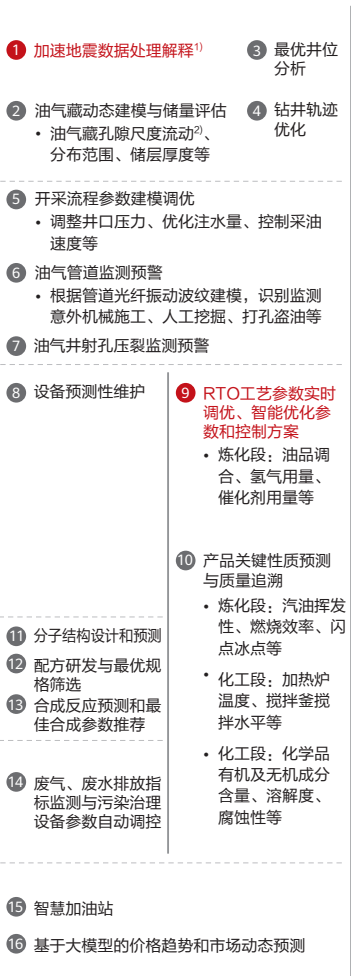 1 加速地震数据处理解释1)
3 最优井位
分析
2 油气藏动态建模与储量评估
• 油气藏孔隙尺度流动2)、
分布范围、储层厚度等
4 钻井轨迹
优化
5 开采流程参数建模调优
• 调整井口压力、优化注水量、控制采油
速度等
6 油气管道监测预警
• 根据管道光纤振动波纹建模，识别监测
意外机械施工、人工挖掘、打孔盗油等
7 油气井射孔压裂监测预警
8 设备预测性维护
9 RTO工艺参数实时
调优、智能优化参
数和控制方案
• 炼化段：油品调
合、氢气用量、
催化剂用量等
10 产品关键性质预测
与质量追溯
• 炼化段：汽油挥发
性、燃烧效率、闪
点冰点等
• 化工段：加热炉
温度、搅拌釜搅
拌水平等
• 化工段：化学品
有机及无机成分
含量、溶解度、
腐蚀性等
11 分子结构设计和预测
12 配方研发与最优规
格筛选
13 合成反应预测和最
佳合成参数推荐
14 废气、废水排放指
标监测与污染治理
设备参数自动调控
15 智慧加油站
16 基于大模型的价格趋势和市场动态预测